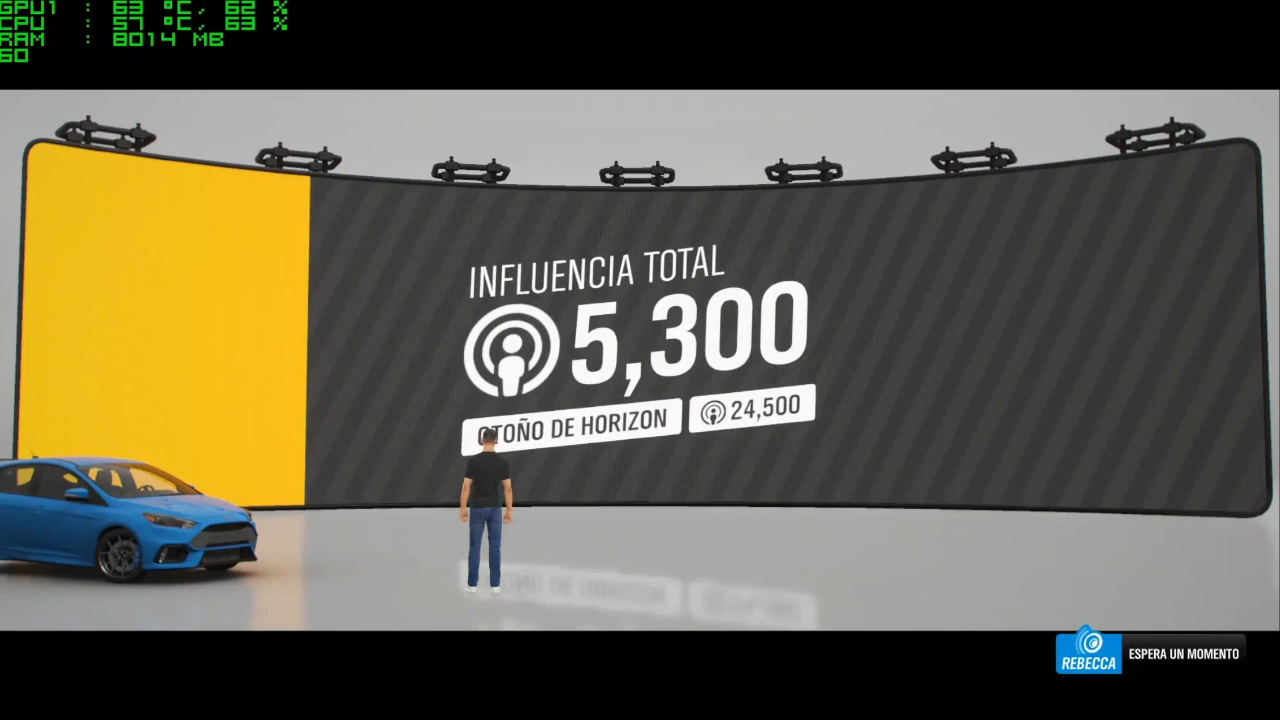 GPU1 : 63 °C, 62 %
CPU : 57 °C, 63 %
RAM : 8014 MB
60
INFLUENCIA TOTAL
5,300
OTOÑO DE HORIZON 24,500
REBECCA ESPERA UN MOMENTO